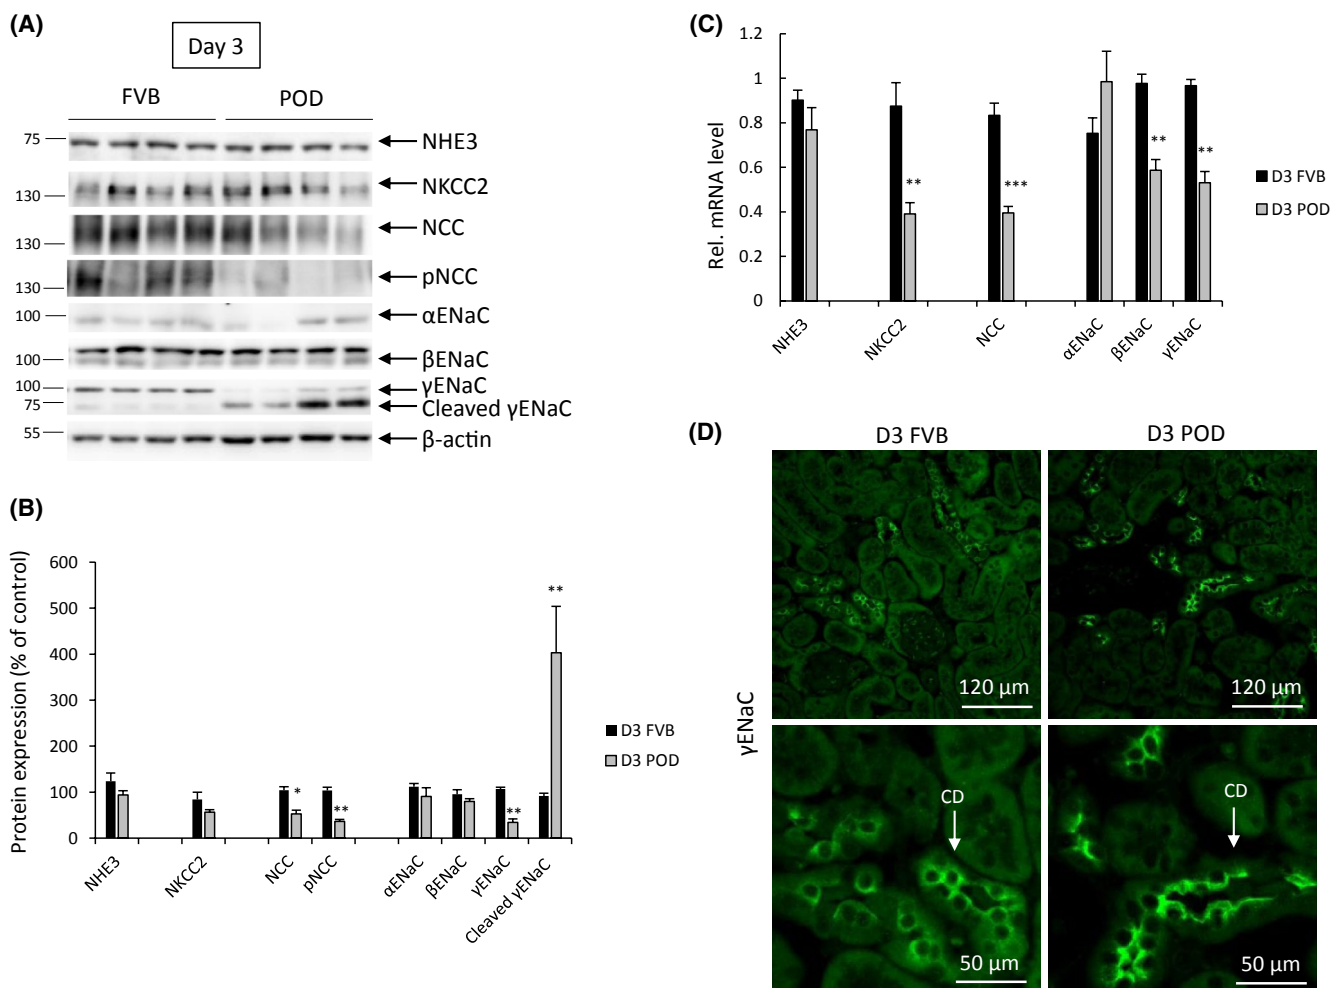 (A)
Day 3
FVB POD
75 NHE3
130 NKCC2
130 NCC
130 pNCC
100 αENaC
100 βENaC
100 γENaC
75 Cleaved γENaC
55 β-actin
(B)
Protein expression (% of control)
600
500
400
300
200
100
0
**
* ** **
NHE3 NKCC2 NCC pNCC αENaC βENaC γENaC Cleaved γENaC
D3 FVB
D3 POD
(C)
Rel. mRNA level
1.2
1
0.8
0.6
0.4
0.2
0
** *** ** **
NHE3 NKCC2 NCC αENaC βENaC γENaC
D3 FVB
D3 POD
(D)
D3 FVB D3 POD
γENaC
120 µm 120 µm
CD CD
50 µm 50 µm